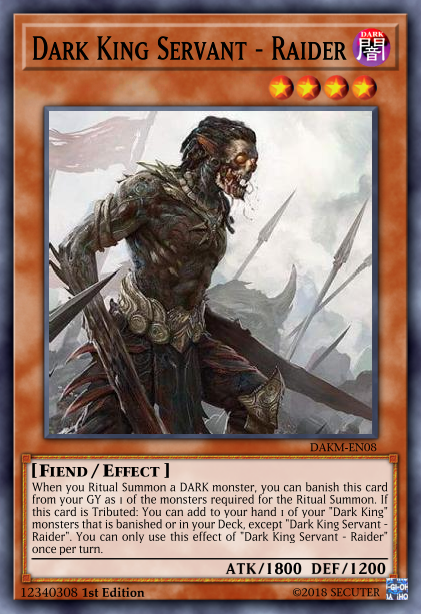 DARK KING SERVANT - RAIDER
DARK
闇
DAKM-EN08
[FIEND / EFFECT ]
When you Ritual Summon a DARK monster, you can banish this card
from your GY as 1 of the monsters required for the Ritual Summon. If
this card is Tributed: You can add to your hand 1 of your "Dark King"
monsters that is banished or in your Deck, except "Dark King Servant -
Raider". You can only use this effect of "Dark King Servant - Raider"
once per turn.
ATK/1800 DEF/1200
12340308 1st Edition
©2018 SECUTER